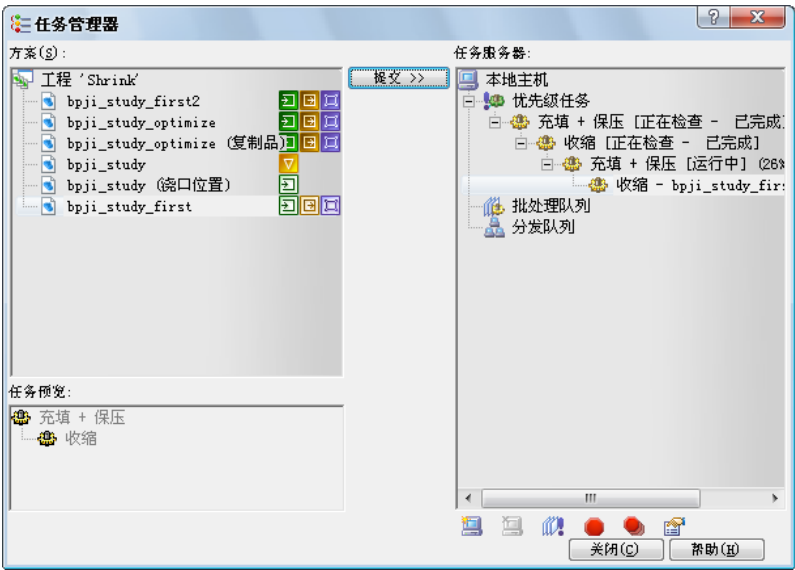 任务管理器
方案(S):
工程 'Shrink'
bpji_study_first2
bpji_study_optimize
bpji_study_optimize (复制品)
bpji_study
bpji_study (浇口位置)
bpji_study_first
提交 >>
任务服务器:
本地主机
优先级任务
充填 + 保压 [正在检查 - 已完成]
收缩 [正在检查 - 已完成]
充填 + 保压 [运行中] (26%
收缩 - bpji_study_firs
批处理队列
分发队列
任务预览:
充填 + 保压
收缩
关闭(C)
帮助(H)